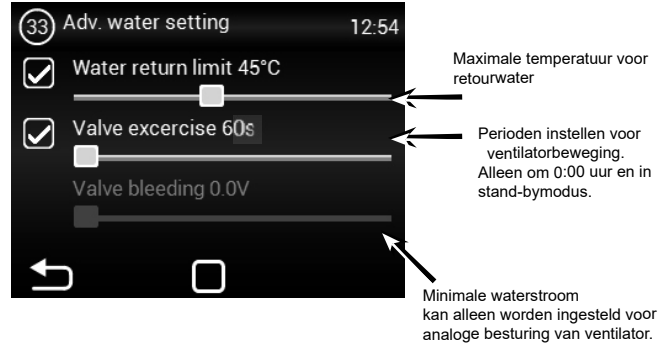 33 Adv. water setting 12:54
Water return limit 45°C
Valve excercise 60s
Valve bleeding 0.0V
Maximale temperatuur voor
retourwater
Perioden instellen voor
ventilatorbeweging.
Alleen om 0:00 uur en in
stand-bymodus.
Minimale waterstroom
kan alleen worden ingesteld voor
analoge besturing van ventilator.